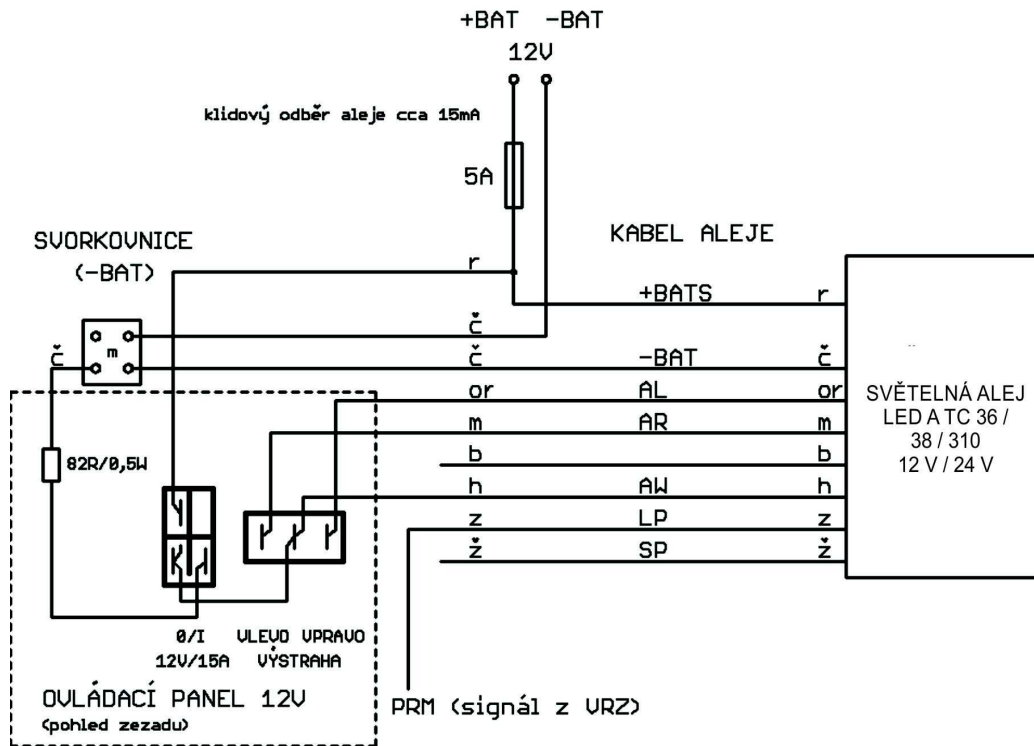 +BAT -BAT
12V
klidový odběr aleje cca 15mA
5A
SVORKOVNICE
(-BAT)
KABEL ALEJE
r
+BATS
r
č
m
č
č
-BAT
č
or
AL
or
m
AR
m
b
b
h
AW
h
z
LP
z
ž
SP
ž
SVĚTELNÁ ALEJ
LED A TC 36 /
38 / 310
12 V / 24 V
82R/0,5W
0/I
12V/15A
VLEVO VPRAVO
VÝSTRAHA
OVLÁDACÍ PANEL 12V
(pohled zezadu)
PRM (signál z VRZ)